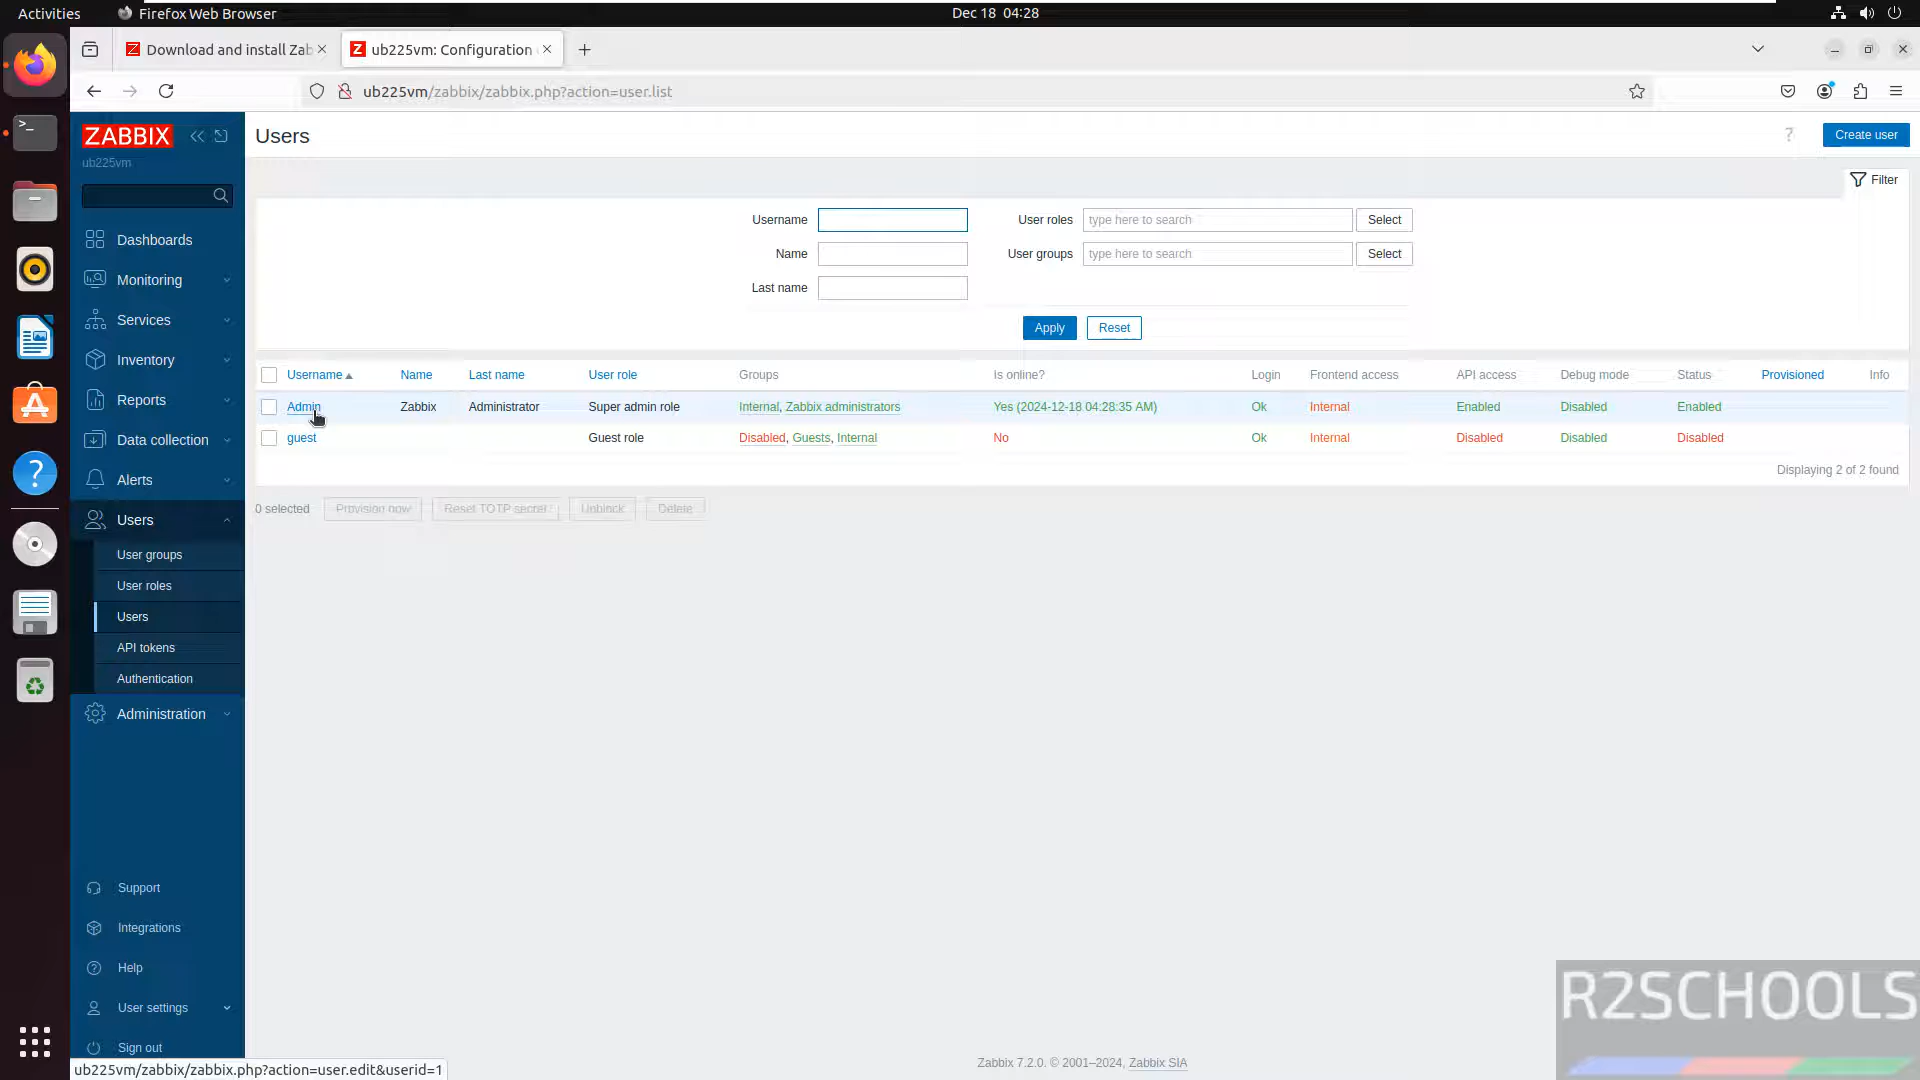 Activities
Firefox Web Browser
Dec 18 04:28
Download and install Zab
ub225vm: Configuration
ub225vm/zabbix/zabbix.php?action=user.list
ZABBIX
ub225vm
Dashboards
Monitoring
Services
Inventory
Reports
Data collection
Alerts
Users
User groups
User roles
Users
API tokens
Authentication
Administration
Support
Integrations
Help
User settings
Sign out
Users
?
Create user
Filter
Username
User roles type here to search Select
Name
User groups type here to search Select
Last name
Apply Reset
Username Name Last name User role Groups Is online? Login Frontend access API access Debug mode Status Provisioned Info
Admin Zabbix Administrator Super admin role Internal, Zabbix administrators Yes (2024-12-18 04:28:35 AM) Ok Internal Enabled Disabled Enabled
guest Guest role Disabled, Guests, Internal No Ok Internal Disabled Disabled Disabled
Displaying 2 of 2 found
0 selected Provision now Reset TOTP secret Unblock Delete
R2SCHOOLS
Zabbix 7.2.0. © 2001–2024, Zabbix SIA
ub225vm/zabbix/zabbix.php?action=user.edit&userid=1